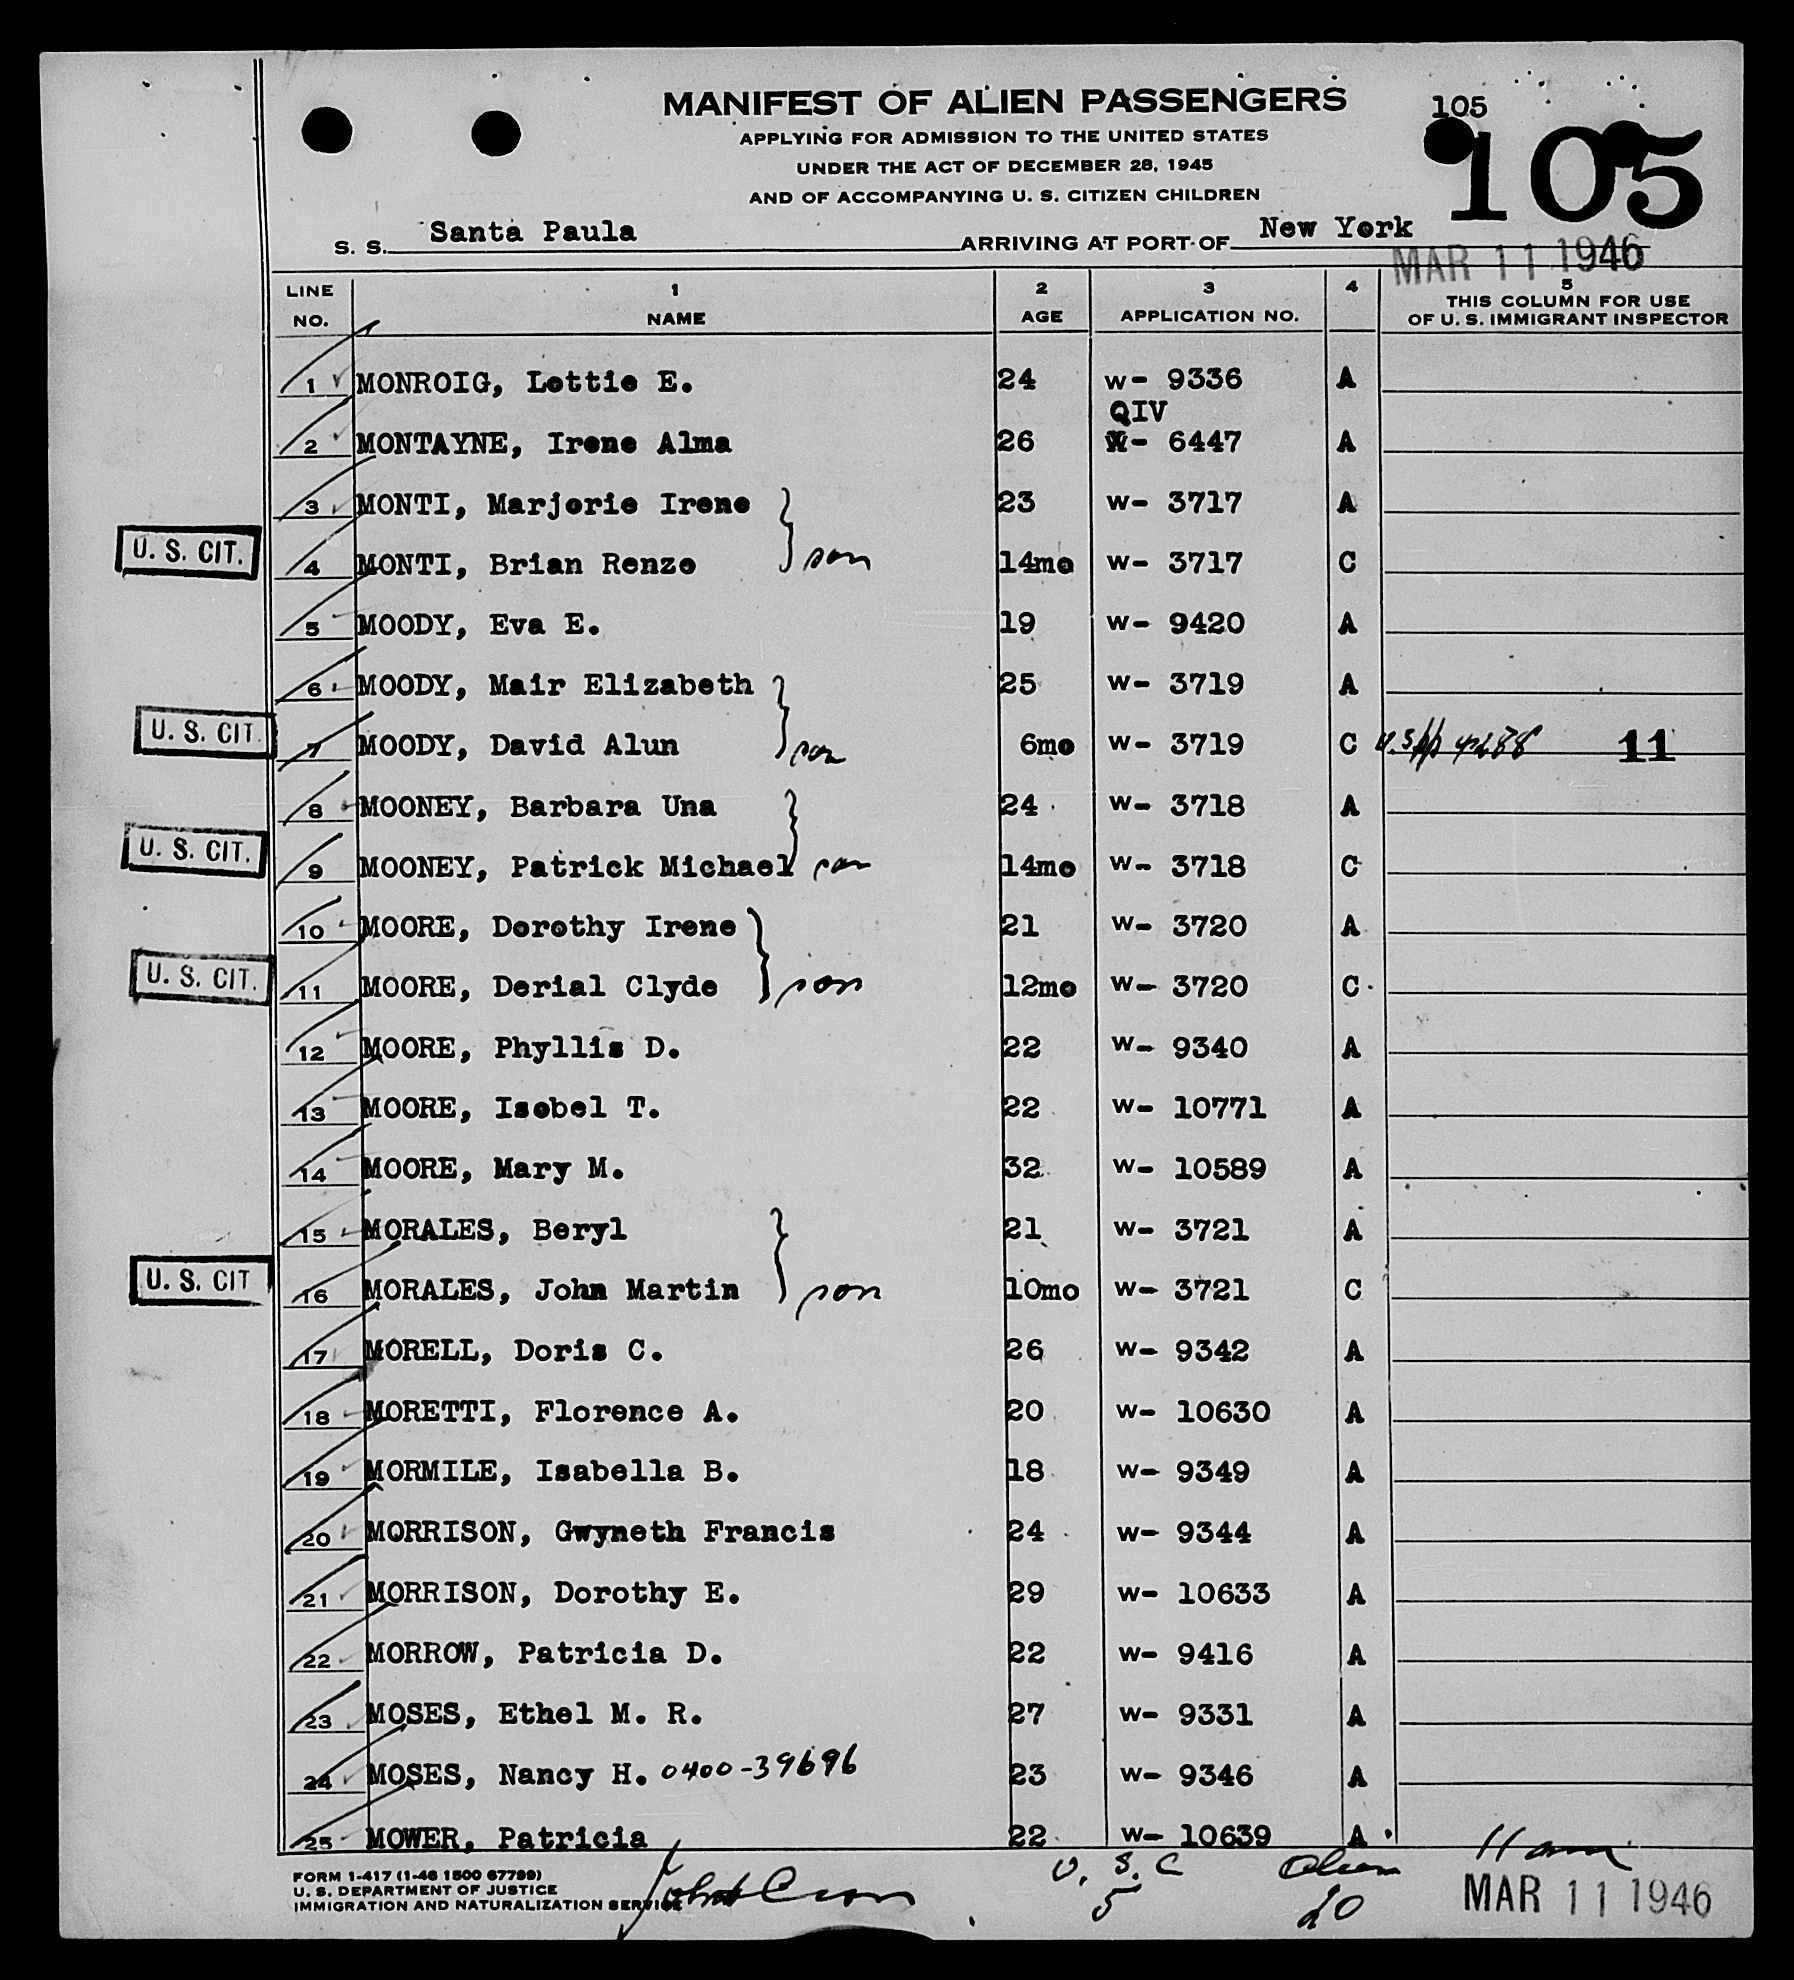 MANIFEST OF ALIEN PASSENGERS
105
APPLYING FOR ADMISSION TO THE UNITED STATES
105
UNDER THE ACT OF DECEMBER 28, 1945
AND OF ACCOMPANYING U. S. CITIZEN CHILDREN
S. S. Santa Paula ARRIVING AT PORT OF New York
MAR 11 1946
LINE NO. 1 NAME 2 AGE 3 APPLICATION NO. 4 5 THIS COLUMN FOR USE OF U. S. IMMIGRANT INSPECTOR
1 MONROIG, Lottie E. 24 W- 9336 A
QIV
2 MONTAYNE, Irene Alma 26 W- 6447 A
3 MONTI, Marjorie Irene 23 W- 3717 A
U. S. CIT. 4 MONTI, Brian Renzo son 14mo W- 3717 C
5 MOODY, Eva E. 19 W- 9420 A
6 MOODY, Mair Elizabeth 25 W- 3719 A
U. S. CIT. 7 MOODY, David Alun son 6mo W- 3719 C U.S. 11
8 MOONEY, Barbara Una 24 W- 3718 A
U. S. CIT. 9 MOONEY, Patrick Michael son 14mo W- 3718 C
10 MOORE, Dorothy Irene 21 W- 3720 A
U. S. CIT. 11 MOORE, Derial Clyde son 12mo W- 3720 C
12 MOORE, Phyllis D. 22 W- 9340 A
13 MOORE, Isobel T. 22 W- 10771 A
14 MOORE, Mary M. 32 W- 10589 A
15 MORALES, Beryl 21 W- 3721 A
U. S. CIT 16 MORALES, John Martin son 10mo W- 3721 C
17 MORELL, Doris C. 26 W- 9342 A
18 MORETTI, Florence A. 20 W- 10630 A
19 MORMILE, Isabella B. 18 W- 9349 A
20 MORRISON, Gwyneth Francis 24 W- 9344 A
21 MORRISON, Dorothy E. 29 W- 10633 A
22 MORROW, Patricia D. 22 W- 9416 A
23 MOSES, Ethel M. R. 27 W- 9331 A
24 MOSES, Nancy H. 0400-39696 23 W- 9346 A
25 MOWER, Patricia 22 W- 10639 A
FORM 1-417 (1-46 1500 67799)
U. S. DEPARTMENT OF JUSTICE
IMMIGRATION AND NATURALIZATION SERVICE
U. S. C Alien
5 20
MAR 11 1946